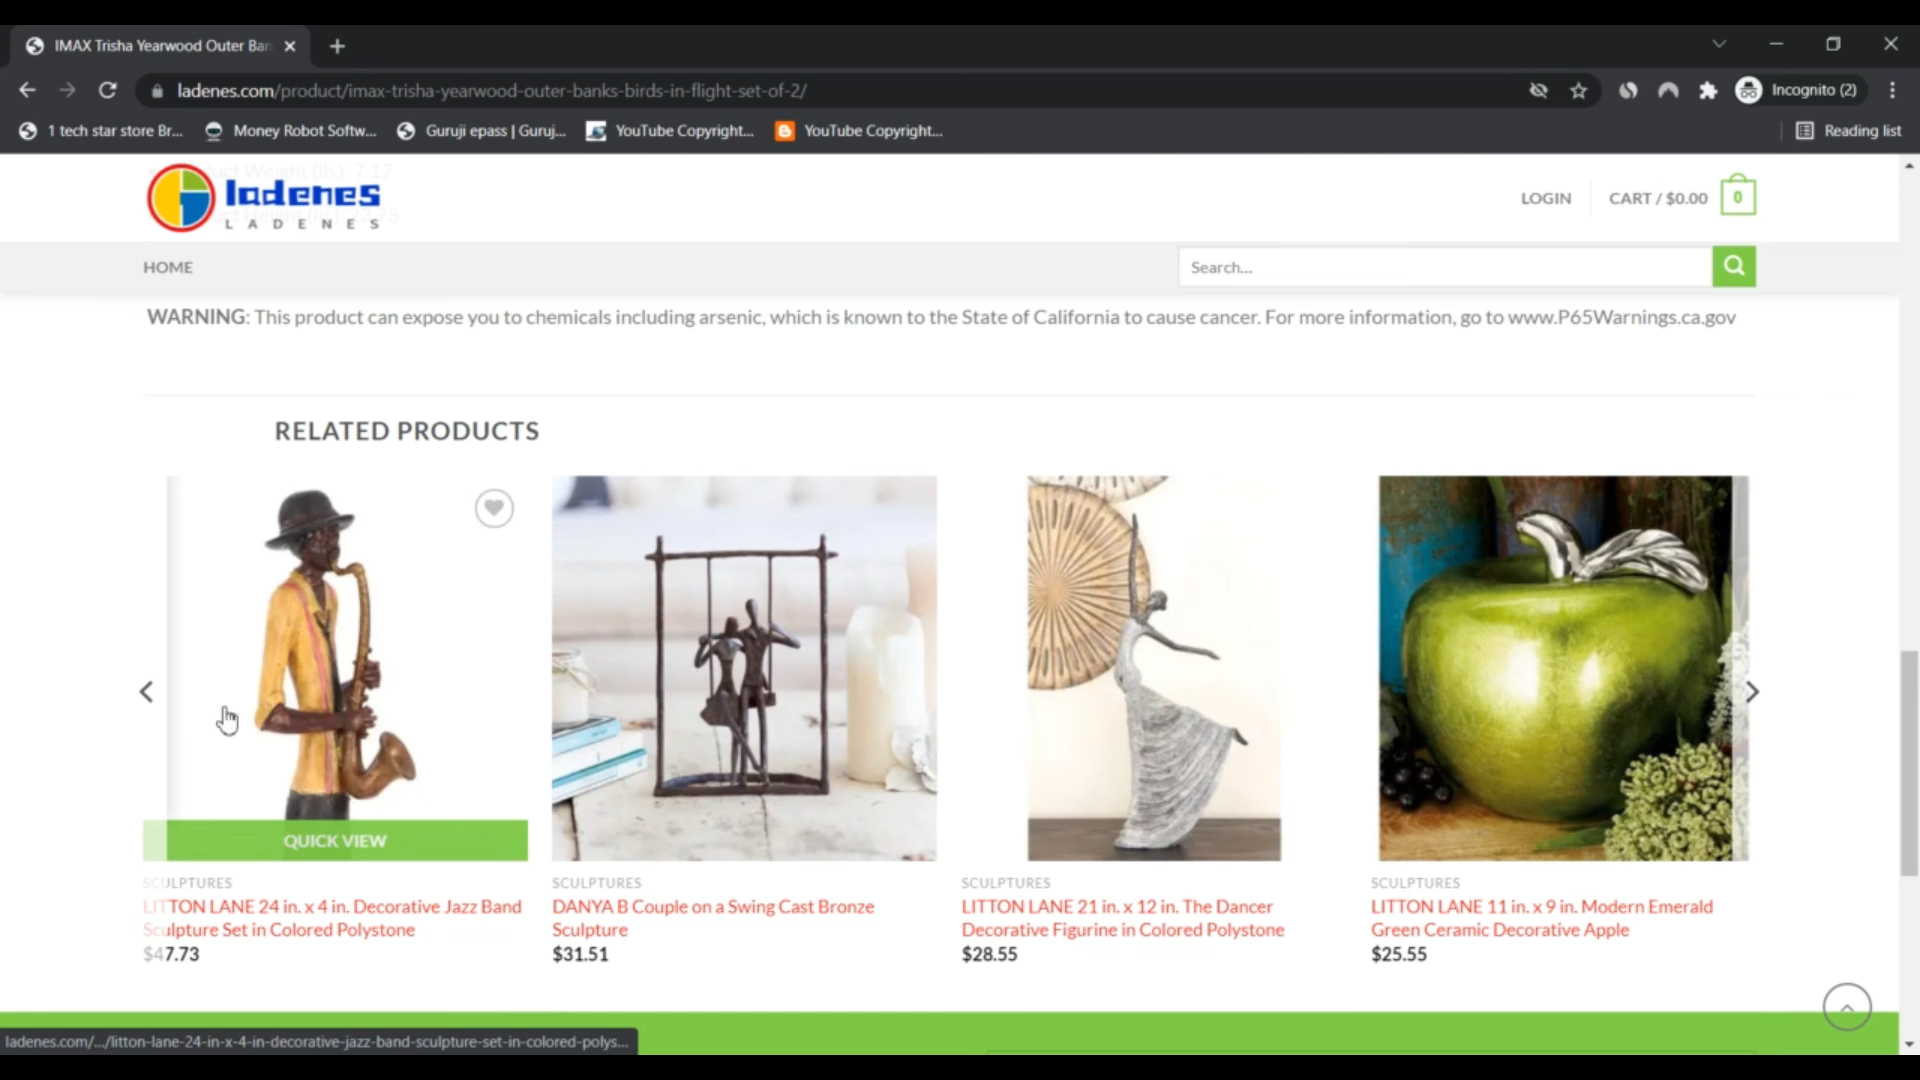 IMAX Trisha Yearwood Outer Ban
ladenes.com/product/imax-trisha-yearwood-outer-banks-birds-in-flight-set-of-2/
Incognito (2)
1 tech star store Br...
Money Robot Softw...
Guruji epass | Guruj...
YouTube Copyright...
YouTube Copyright...
Reading list
ladenes
LADENES
LOGIN
CART / $0.00
0
HOME
Search...
WARNING: This product can expose you to chemicals including arsenic, which is known to the State of California to cause cancer. For more information, go to www.P65Warnings.ca.gov
RELATED PRODUCTS
QUICK VIEW
SCULPTURES
LITTON LANE 24 in. x 4 in. Decorative Jazz Band
Sculpture Set in Colored Polystone
$47.73
SCULPTURES
DANYA B Couple on a Swing Cast Bronze
Sculpture
$31.51
SCULPTURES
LITTON LANE 21 in. x 12 in. The Dancer
Decorative Figurine in Colored Polystone
$28.55
SCULPTURES
LITTON LANE 11 in. x 9 in. Modern Emerald
Green Ceramic Decorative Apple
$25.55
ladenes.com/.../litton-lane-24-in-x-4-in-decorative-jazz-band-sculpture-set-in-colored-polys...